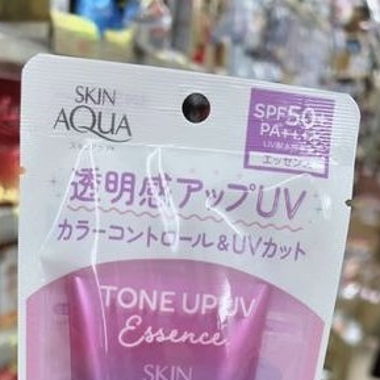 SKIN
AQUA
スキンアクア
SPF50+
PA++++
エッセンス
透明感アップUV
カラーコントロール&UVカット
TONE UP UV
Essence
SKIN